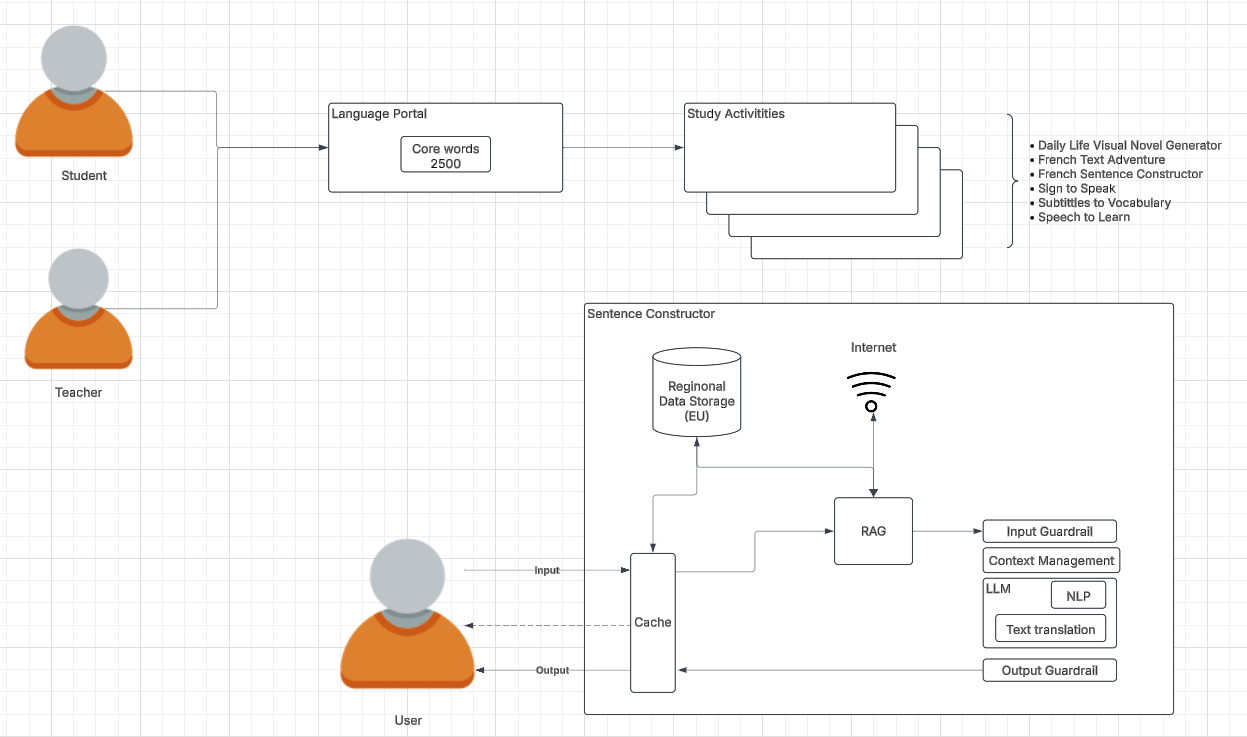 Student
Teacher
Language Portal
Core words
2500
Study Activitities
• Daily Life Visual Novel Generator
• French Text Adventure
• French Sentence Constructor
• Sign to Speak
• Subtitles to Vocabulary
• Speech to Learn
Sentence Constructor
Reginonal
Data Storage
(EU)
Internet
RAG
Input Guardrail
Context Management
LLM
NLP
Text translation
Output Guardrail
Input
Cache
Output
User